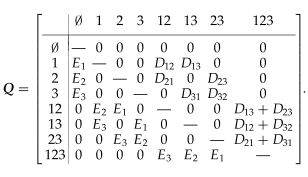 ∅ 1 2 3 12 13 23 123
∅ — 0 0 0 0 0 0 0
1 E₁ — 0 0 D₁₂ D₁₃ 0 0
2 E₂ 0 — 0 D₂₁ 0 D₂₃ 0
Q = 3 E₃ 0 0 — 0 D₃₁ D₃₂ 0 .
12 0 E₂ E₁ 0 — 0 0 D₁₃ + D₂₃
13 0 E₃ 0 E₁ 0 — 0 D₁₂ + D₃₂
23 0 0 E₃ E₂ 0 0 — D₂₁ + D₃₁
123 0 0 0 0 E₃ E₂ E₁ —